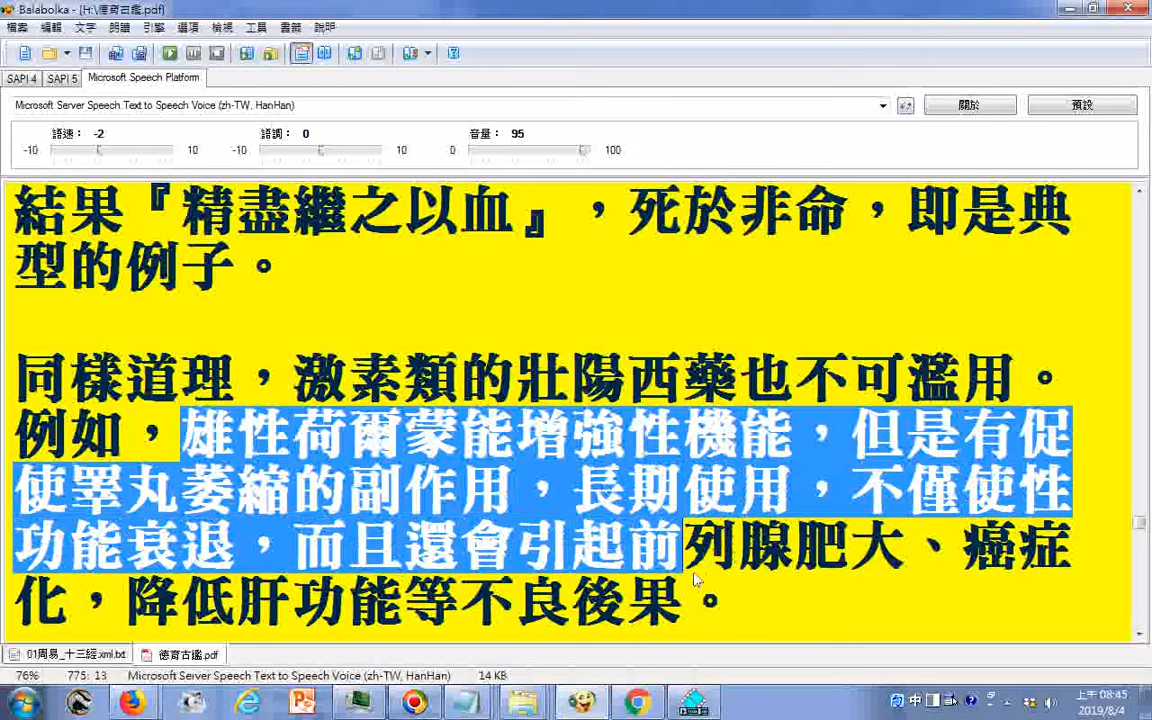 Balabolka - [H:\德育古鑑.pdf]
檔案 編輯 文字 朗讀 引擎 選項 檢視 工具 書籤 說明
SAPI 4 SAPI 5 Microsoft Speech Platform
Microsoft Server Speech Text to Speech Voice (zh-TW, HanHan) 關於 預設
語速： -2 語調： 0 音量： 95
-10 10 -10 10 0 100
結果『精盡繼之以血』，死於非命，即是典
型的例子。
同樣道理，激素類的壯陽西藥也不可濫用。
例如，雄性荷爾蒙能增強性機能，但是有促
使睪丸萎縮的副作用，長期使用，不僅使性
功能衰退，而且還會引起前列腺肥大、癌症
化，降低肝功能等不良後果。
01周易_十三經.xml.txt 德育古鑑.pdf
76% 775: 13 Microsoft Server Speech Text to Speech Voice (zh-TW, HanHan) 14 KB
中 上午 08:45
2019/8/4